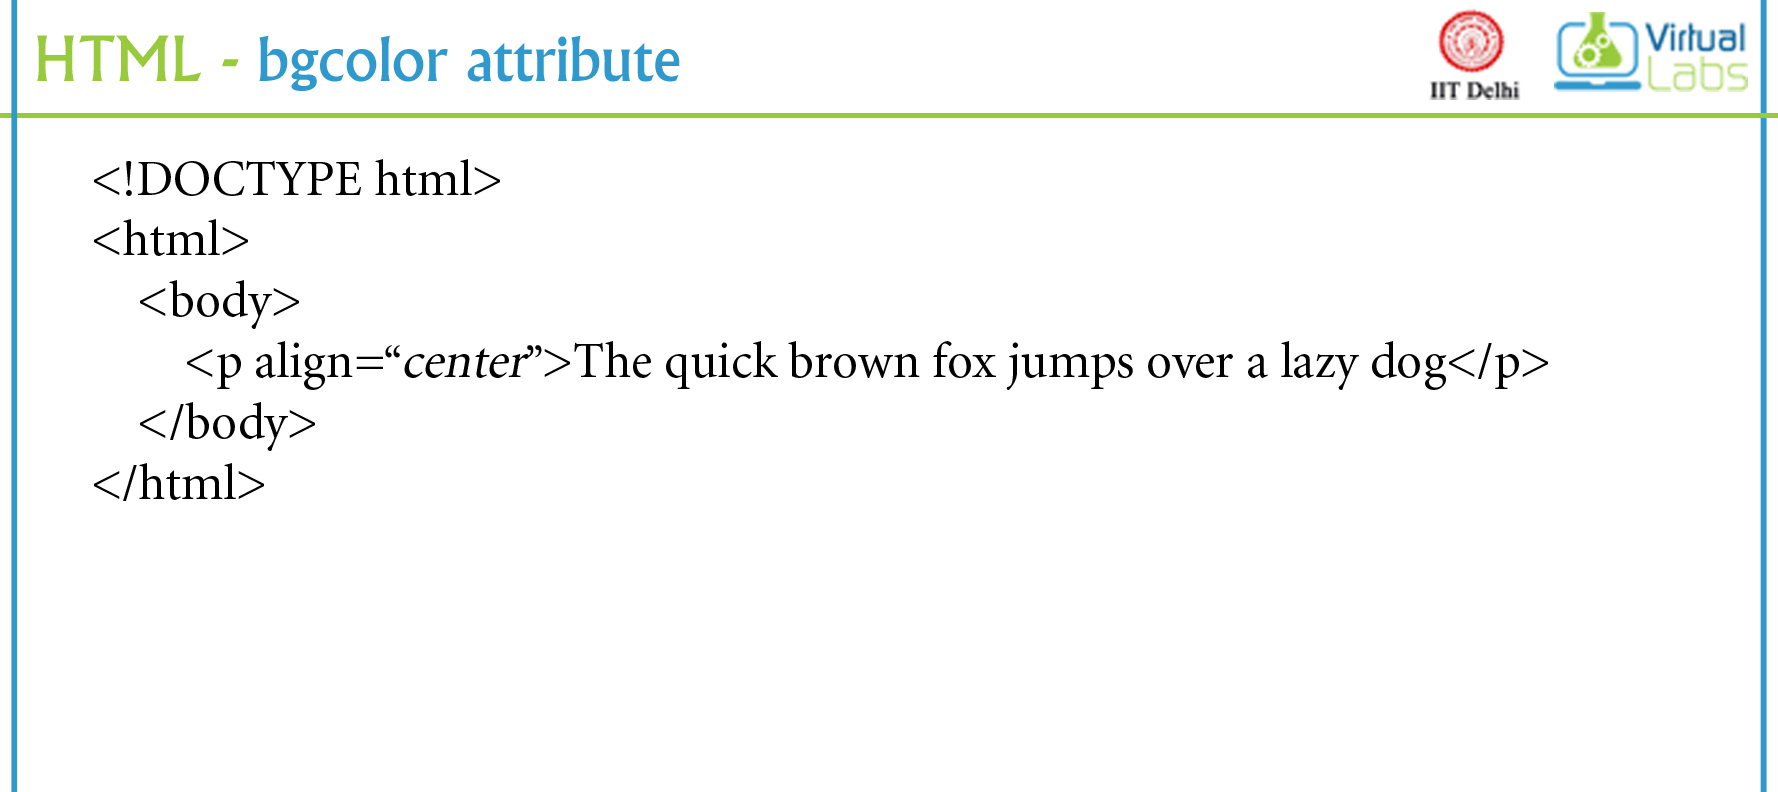 HTML - bgcolor attribute
IIT Delhi
Virtual
Labs
<!DOCTYPE html>
<html>
<body>
<p align=“center”>The quick brown fox jumps over a lazy dog</p>
</body>
</html>